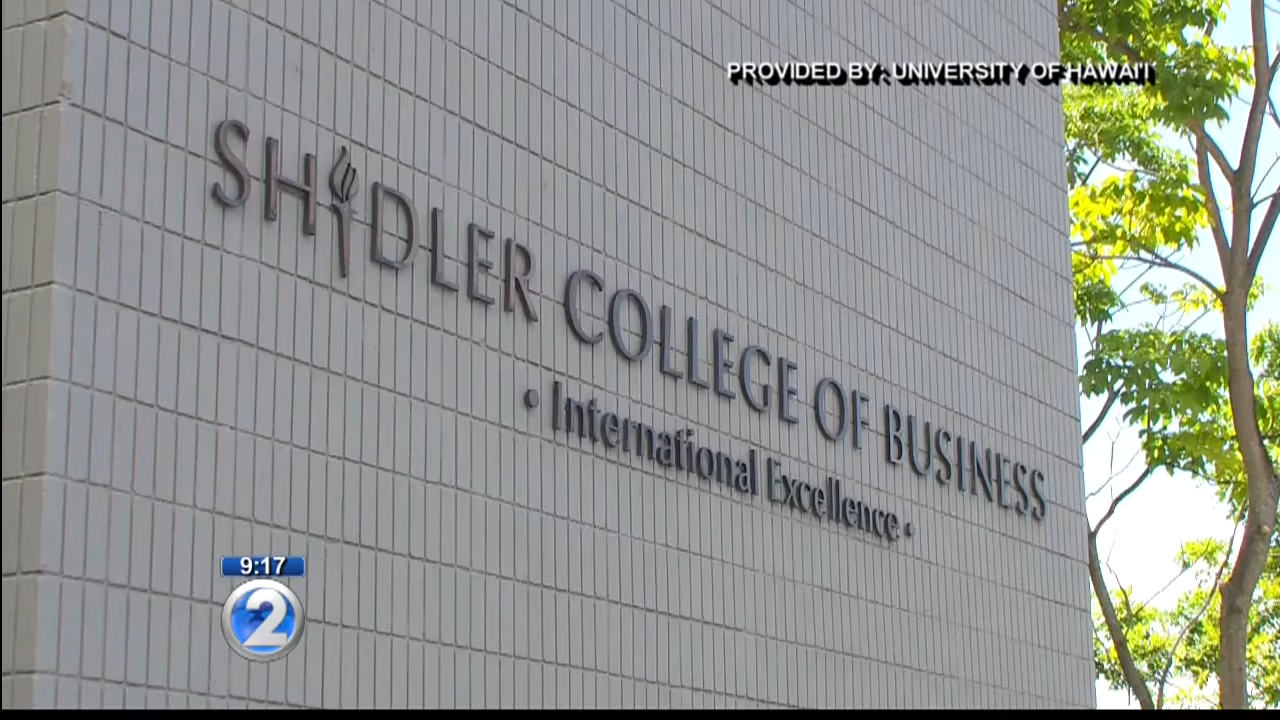 PROVIDED BY: UNIVERSITY OF HAWAI'I
SHIDLER COLLEGE OF BUSINESS
• International Excellence •
9:17
2